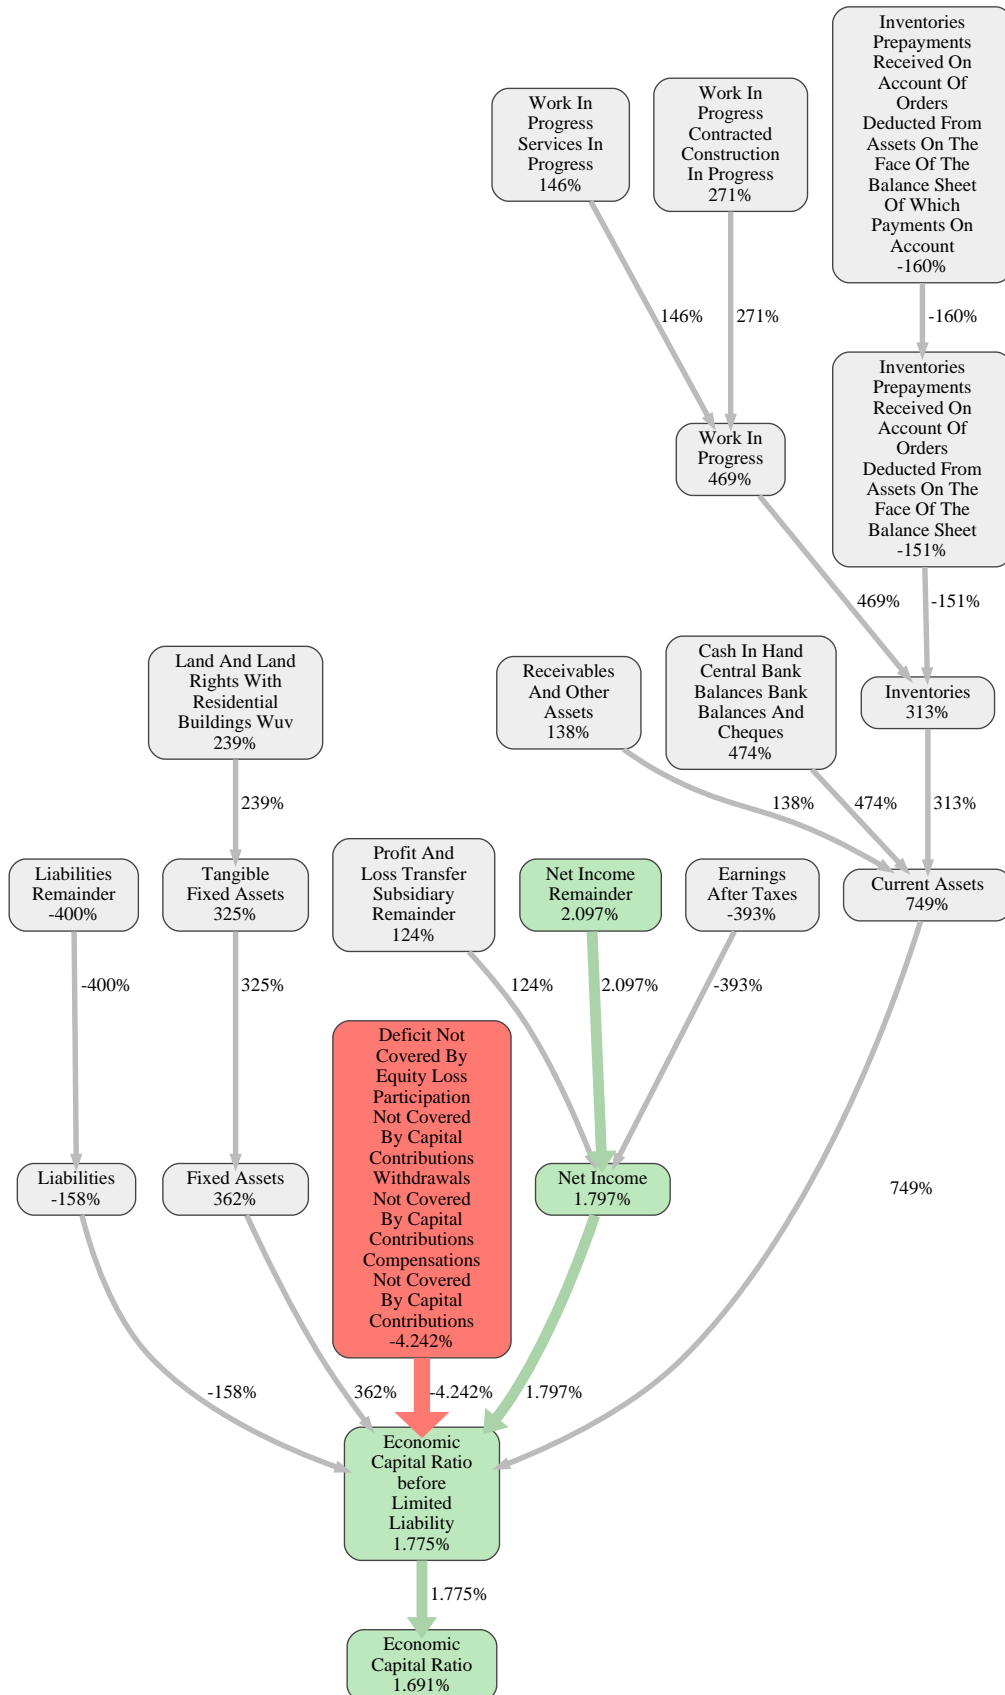 Inventories
Prepayments
Received On
Account Of
Orders
Deducted From
Assets On The
Face Of The
Balance Sheet
Of Which
Payments On
Account
-160%
Work In
Progress
Services In
Progress
146%
Work In
Progress
Contracted
Construction
In Progress
271%
146%
271%
-160%
Inventories
Prepayments
Received On
Account Of
Orders
Deducted From
Assets On The
Face Of The
Balance Sheet
-151%
Work In
Progress
469%
469%
-151%
Land And Land
Rights With
Residential
Buildings Wuv
239%
Receivables
And Other
Assets
138%
Cash In Hand
Central Bank
Balances Bank
Balances And
Cheques
474%
Inventories
313%
239%
138%
474%
313%
Liabilities
Remainder
-400%
Tangible
Fixed Assets
325%
Profit And
Loss Transfer
Subsidiary
Remainder
124%
Net Income
Remainder
2.097%
Earnings
After Taxes
-393%
Current Assets
749%
-400%
325%
124%
2.097%
-393%
Deficit Not
Covered By
Equity Loss
Participation
Not Covered
By Capital
Contributions
Withdrawals
Not Covered
By Capital
Contributions
Compensations
Not Covered
By Capital
Contributions
-4.242%
Liabilities
-158%
Fixed Assets
362%
Net Income
1.797%
749%
-158%
362%
-4.242%
1.797%
Economic
Capital Ratio
before
Limited
Liability
1.775%
1.775%
Economic
Capital Ratio
1.691%